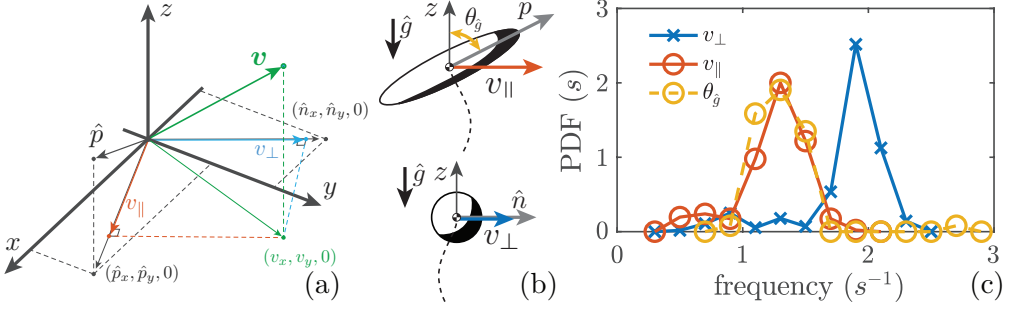 z
v
(n̂x, n̂y, 0)
p̂
v⊥
y
v∥
x
(vx, vy, 0)
(p̂x, p̂y, 0)
(a)
z
p
θĝ
ĝ
v∥
ĝ
z
n̂
v⊥
(b)
3
2
1
0
PDF (s)
v⊥
v∥
θĝ
0
1
2
3
frequency (s⁻¹)
(c)